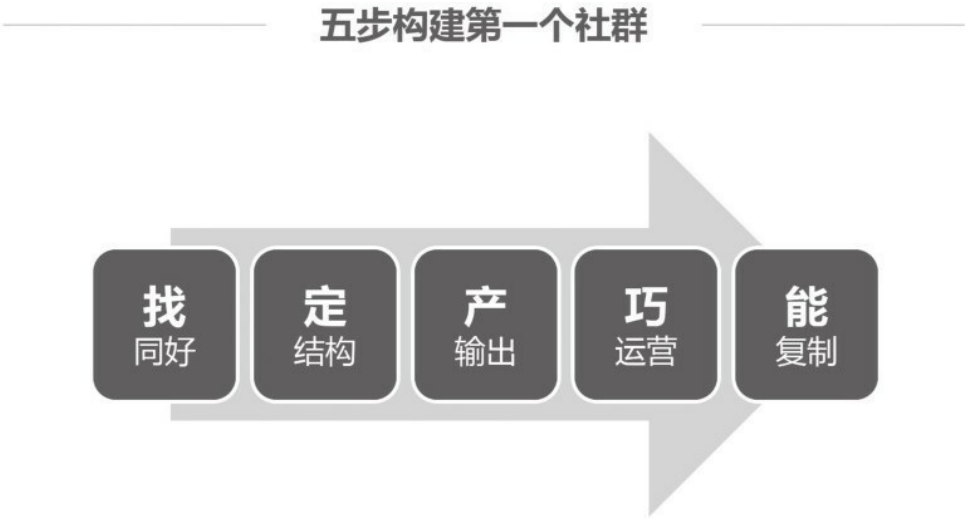 五步构建第一个社群
找
同好
定
结构
产
输出
巧
运营
能
复制